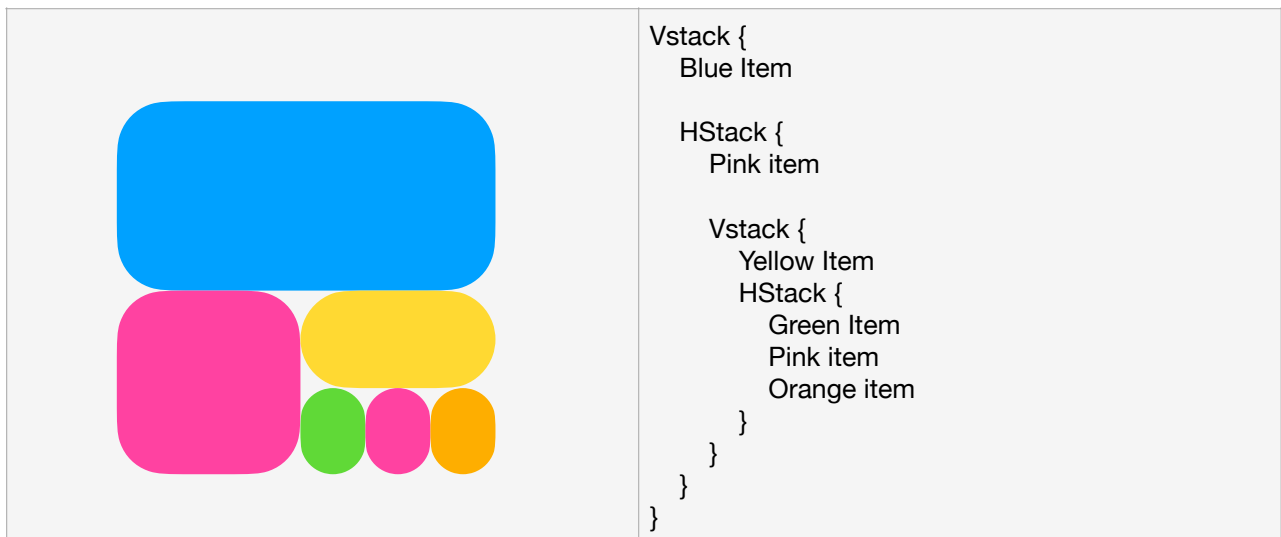 Vstack {
Blue Item
HStack {
Pink item
Vstack {
Yellow Item
HStack {
Green Item
Pink item
Orange item
}
}
}
}